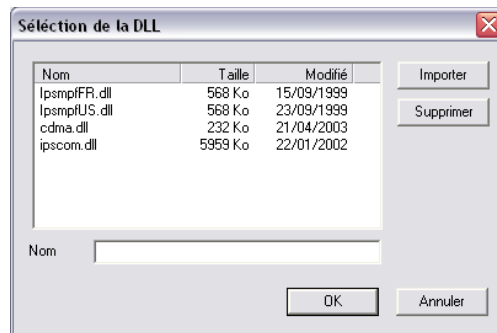 Séléction de la DLL
Nom Taille Modifié
IpsmpfFR.dll 568 Ko 15/09/1999
IpsmpfUS.dll 568 Ko 23/09/1999
cdma.dll 232 Ko 21/04/2003
ipscom.dll 5959 Ko 22/01/2002
Importer
Supprimer
Nom
OK
Annuler